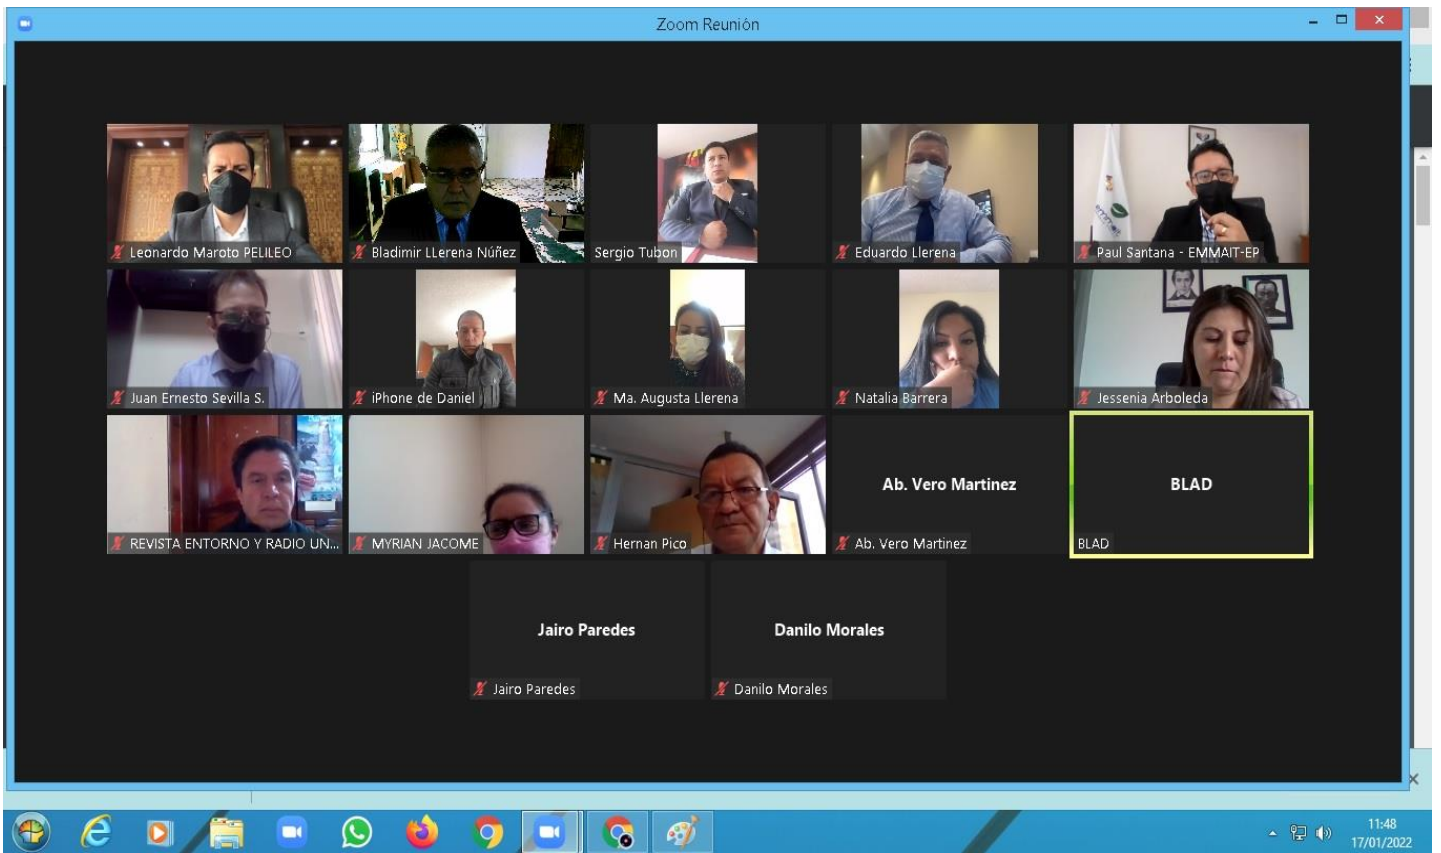 Zoom Reunión
Leonardo Maroto PELILEO
Bladimir LLerena Núñez
Sergio Tubon
Eduardo Llerena
Paul Santana - EMMAIT-EP
Juan Ernesto Sevilla S.
iPhone de Daniel
Ma. Augusta Llerena
Natalia Barrera
Jessenia Arboleda
REVISTA ENTORNO Y RADIO UN...
MYRIAN JACOME
Hernan Pico
Ab. Vero Martinez
Ab. Vero Martinez
BLAD
BLAD
Jairo Paredes
Jairo Paredes
Danilo Morales
Danilo Morales
11:48
17/01/2022